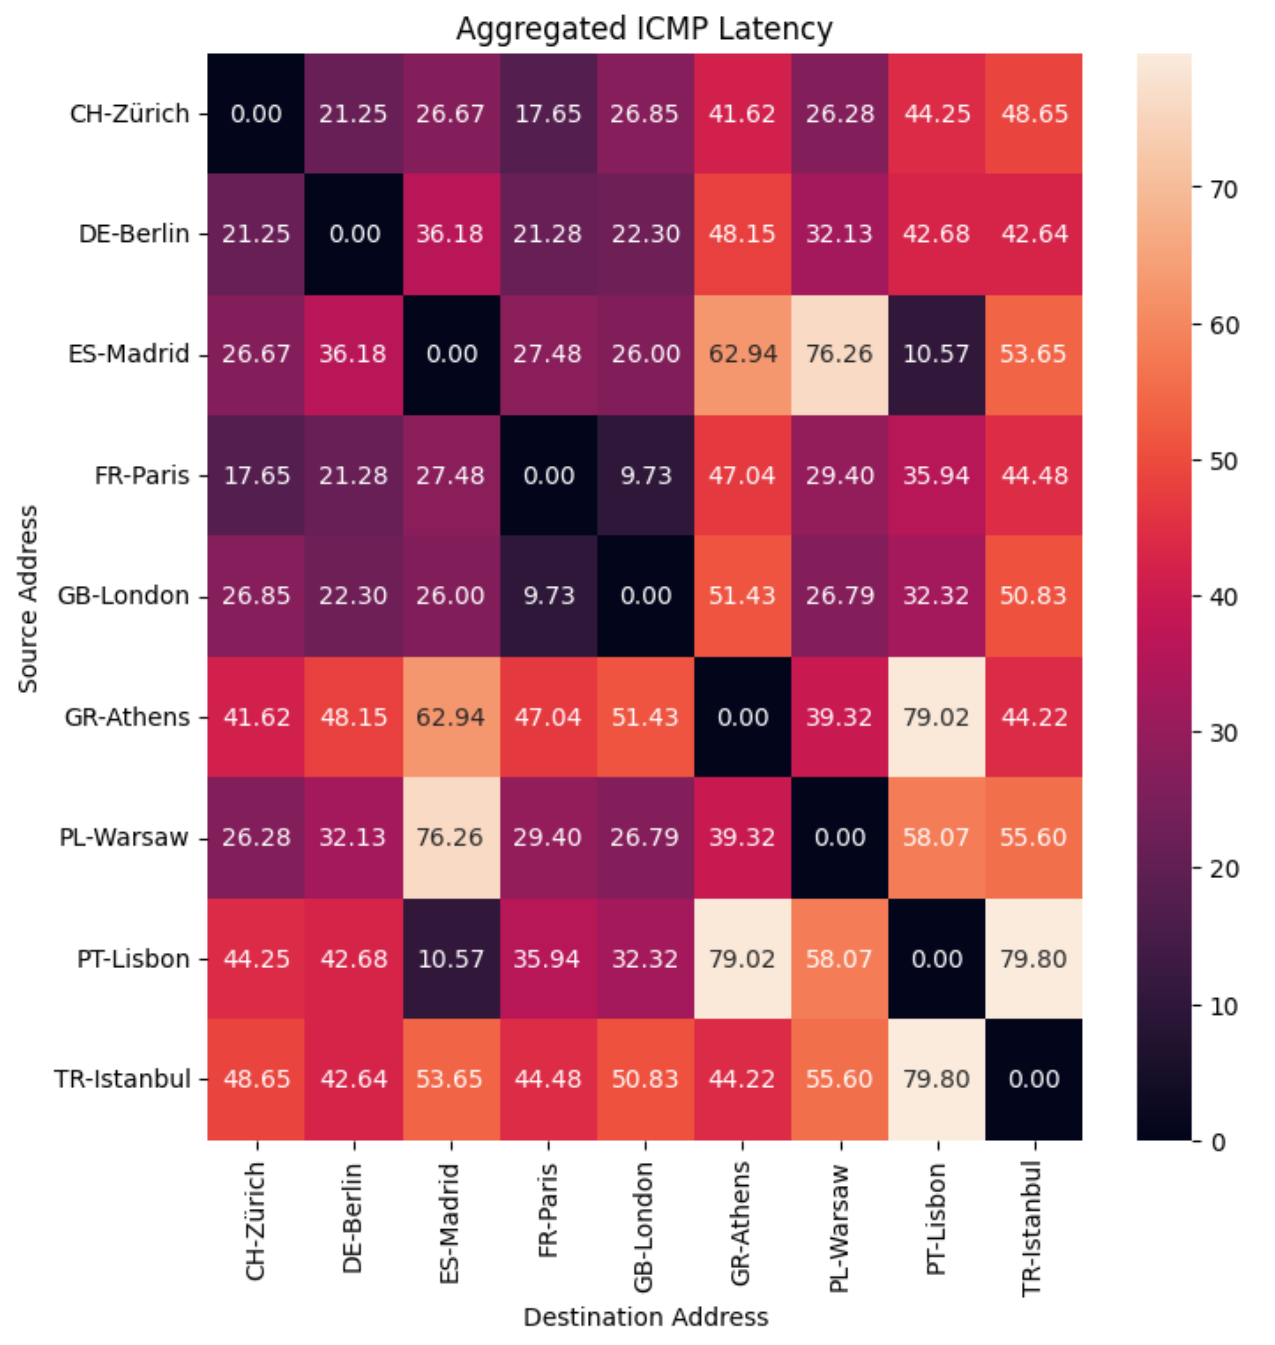 Aggregated ICMP Latency
CH-Zürich 0.00 21.25 26.67 17.65 26.85 41.62 26.28 44.25 48.65
DE-Berlin 21.25 0.00 36.18 21.28 22.30 48.15 32.13 42.68 42.64
ES-Madrid 26.67 36.18 0.00 27.48 26.00 62.94 76.26 10.57 53.65
FR-Paris 17.65 21.28 27.48 0.00 9.73 47.04 29.40 35.94 44.48
GB-London 26.85 22.30 26.00 9.73 0.00 51.43 26.79 32.32 50.83
GR-Athens 41.62 48.15 62.94 47.04 51.43 0.00 39.32 79.02 44.22
PL-Warsaw 26.28 32.13 76.26 29.40 26.79 39.32 0.00 58.07 55.60
PT-Lisbon 44.25 42.68 10.57 35.94 32.32 79.02 58.07 0.00 79.80
TR-Istanbul 48.65 42.64 53.65 44.48 50.83 44.22 55.60 79.80 0.00
Source Address
CH-Zürich
DE-Berlin
ES-Madrid
FR-Paris
GB-London
GR-Athens
PL-Warsaw
PT-Lisbon
TR-Istanbul
Destination Address
70
60
50
40
30
20
10
0